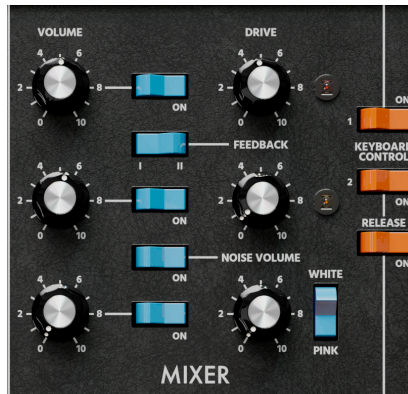 VOLUME DRIVE
4 6 4 6
2 8 2 8
0 10 ON 0 10
ON
1
FEEDBACK
KEYBOARD
CONTROL
I II
4 6 4 6
2 8 2 8
2
0 10 ON 0 10
ON
RELEASE
NOISE VOLUME
ON
ON
WHITE
4 6 4 6
2 8 2 8
0 10 ON 0 10
PINK
MIXER